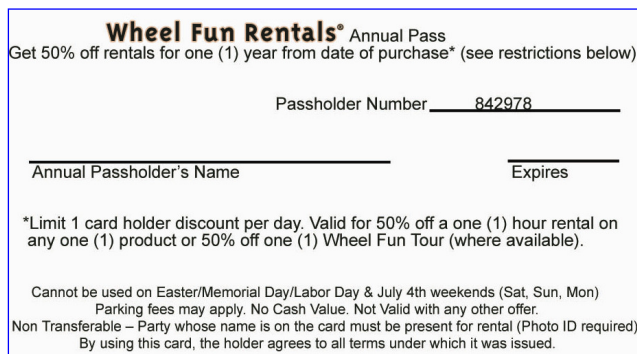 Wheel Fun Rentals® Annual Pass
Get 50% off rentals for one (1) year from date of purchase* (see restrictions below)
Passholder Number 842978
Annual Passholder's Name Expires
*Limit 1 card holder discount per day. Valid for 50% off a one (1) hour rental on
any one (1) product or 50% off one (1) Wheel Fun Tour (where available).
Cannot be used on Easter/Memorial Day/Labor Day & July 4th weekends (Sat, Sun, Mon)
Parking fees may apply. No Cash Value. Not Valid with any other offer.
Non Transferable – Party whose name is on the card must be present for rental (Photo ID required)
By using this card, the holder agrees to all terms under which it was issued.